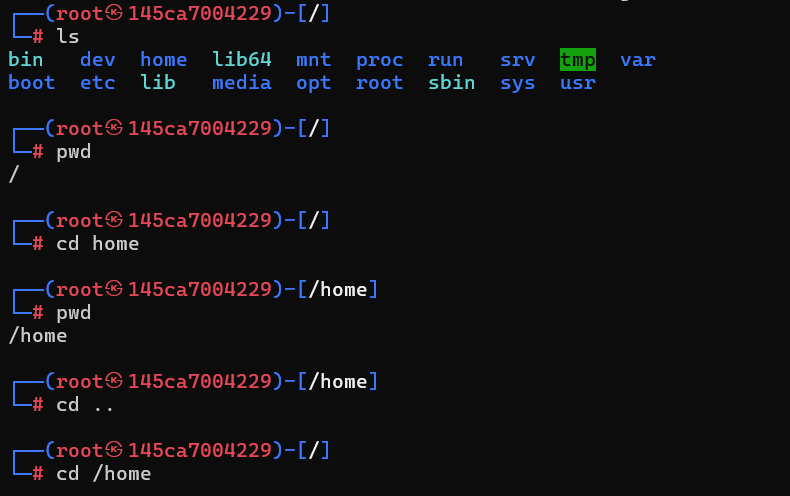 ┌──(root㉿145ca7004229)-[/]
└─# ls
bin   dev  home  lib64  mnt  proc  run   srv  tmp  var
boot  etc  lib   media  opt  root  sbin  sys  usr
┌──(root㉿145ca7004229)-[/]
└─# pwd
/
┌──(root㉿145ca7004229)-[/]
└─# cd home
┌──(root㉿145ca7004229)-[/home]
└─# pwd
/home
┌──(root㉿145ca7004229)-[/home]
└─# cd ..
┌──(root㉿145ca7004229)-[/]
└─# cd /home